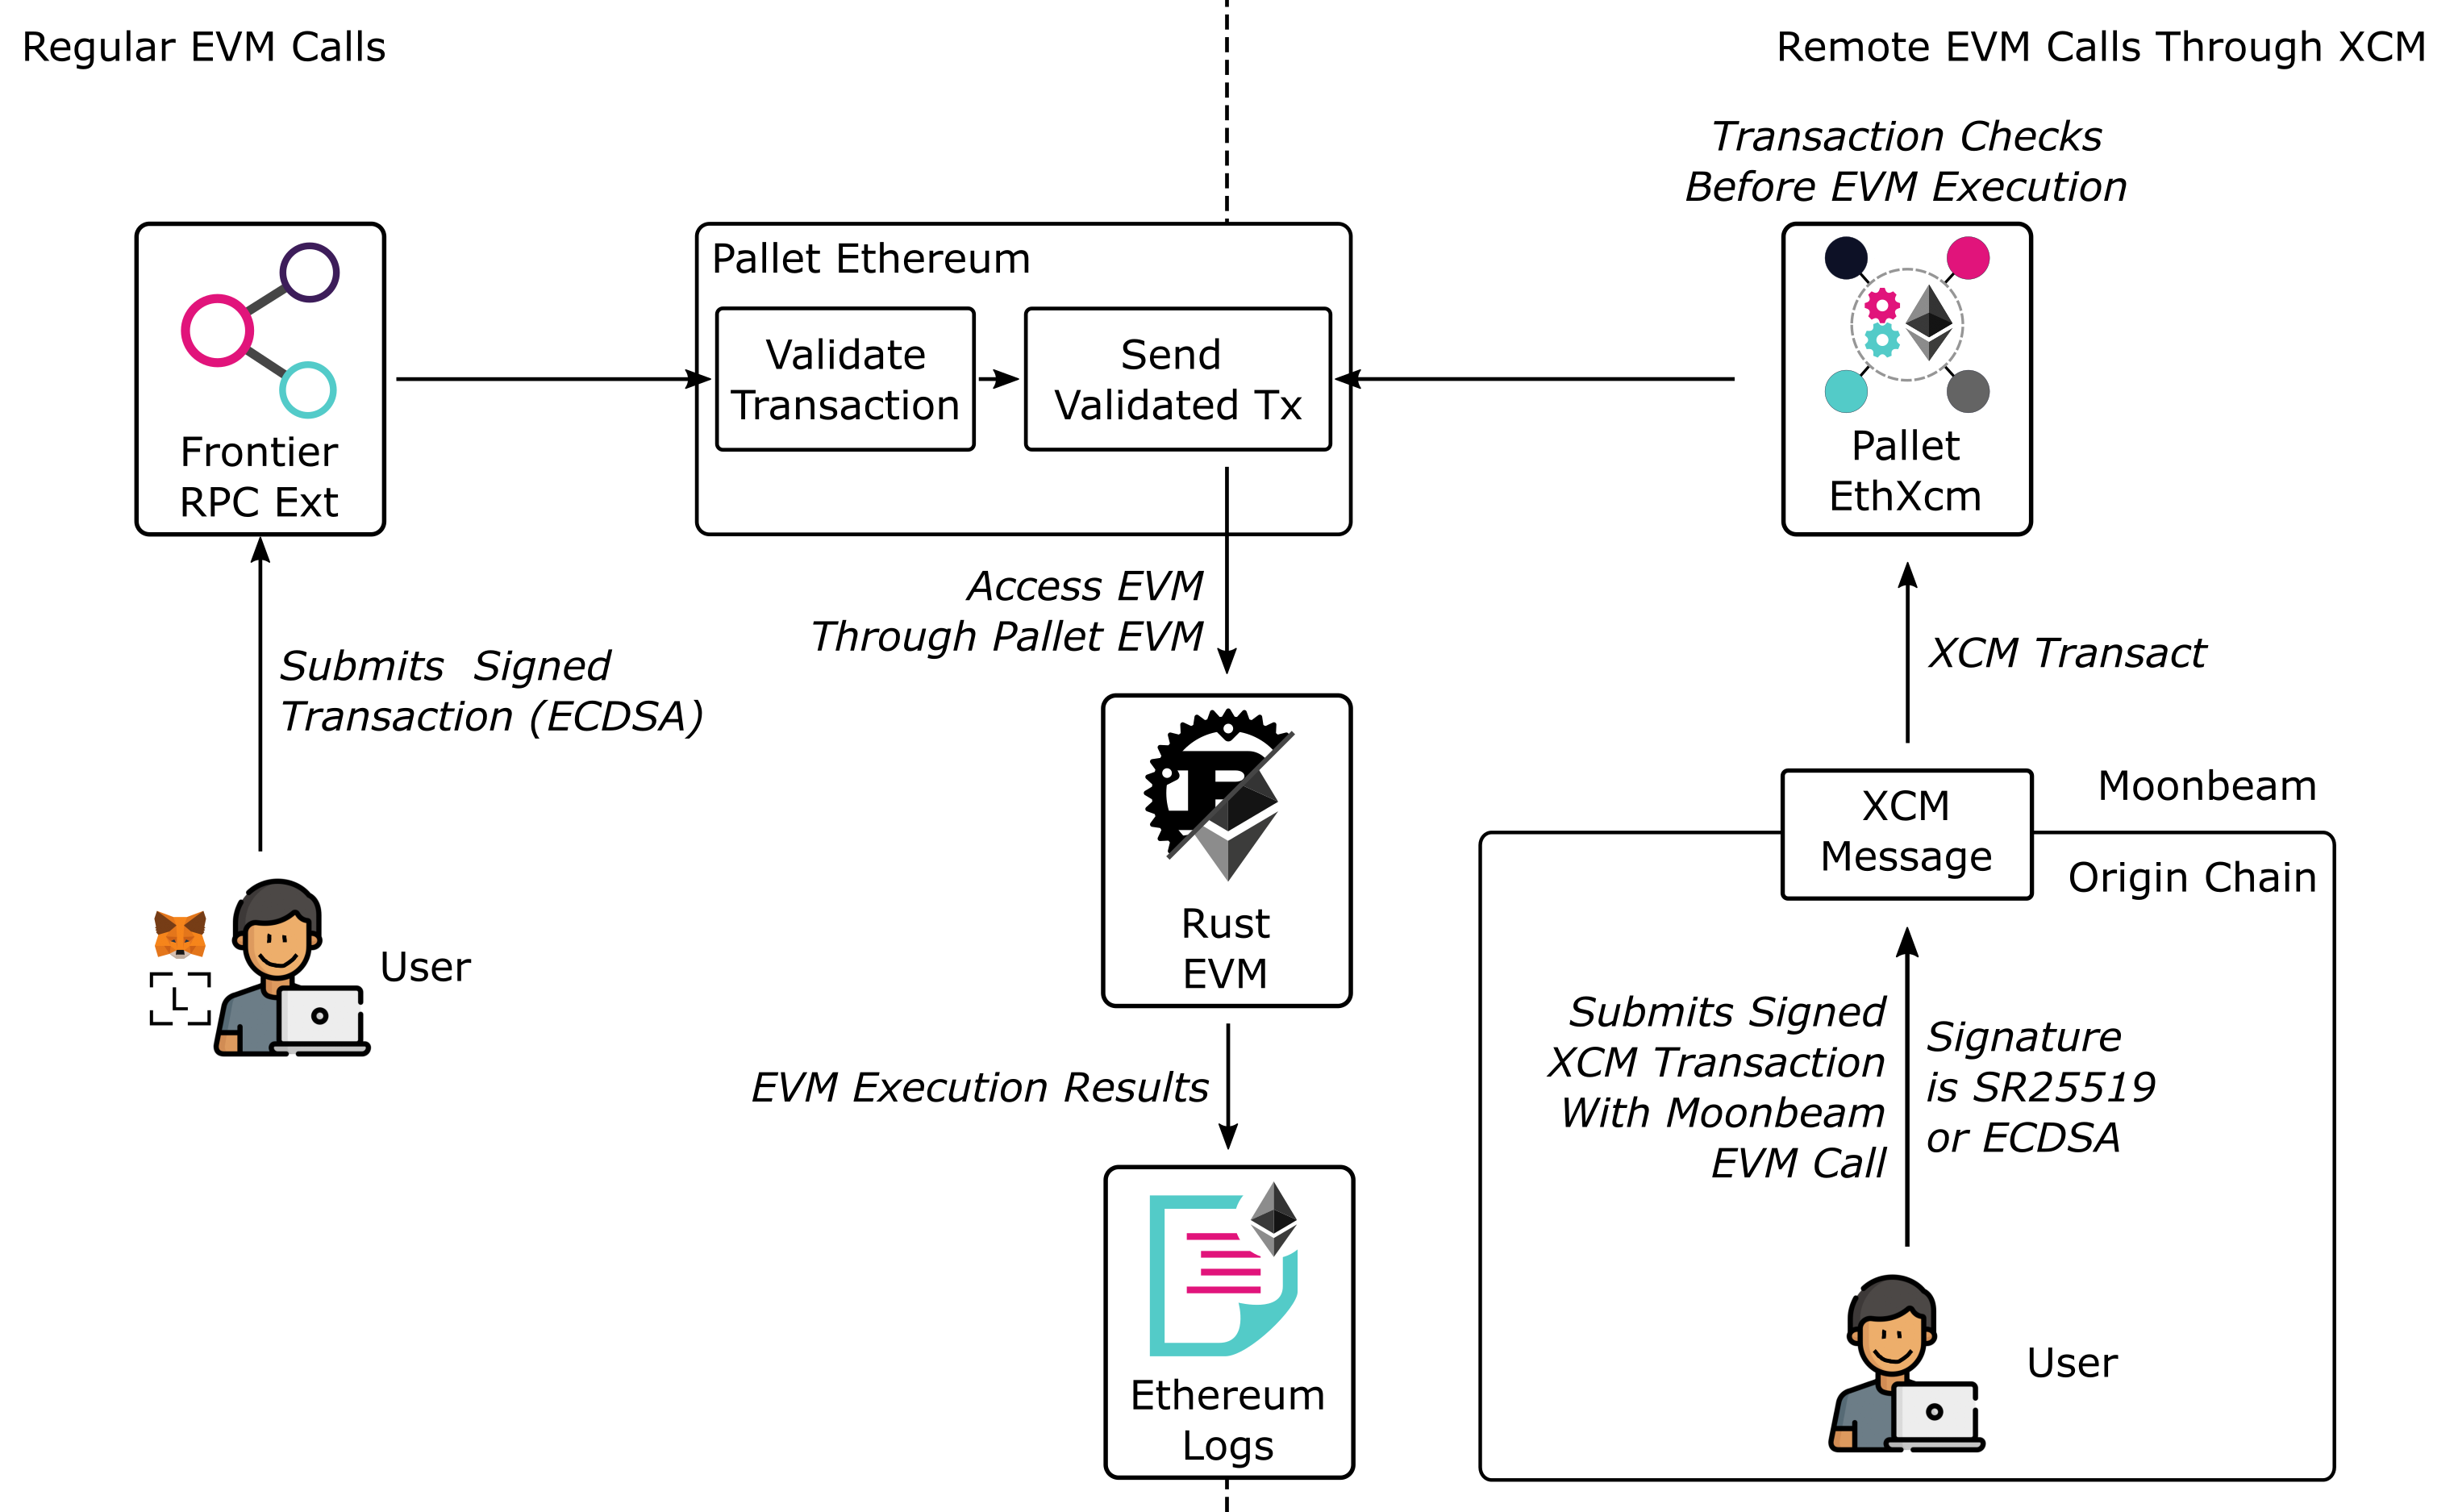 Regular EVM Calls
Remote EVM Calls Through XCM
Transaction Checks
Before EVM Execution
Frontier
RPC Ext
Pallet Ethereum
Validate
Transaction
Send
Validated Tx
Pallet
EthXcm
Access EVM
Through Pallet EVM
Submits Signed
Transaction (ECDSA)
XCM Transact
User
Rust
EVM
XCM
Message
Moonbeam
Origin Chain
Submits Signed
XCM Transaction
With Moonbeam
EVM Call
Signature
is SR25519
or ECDSA
EVM Execution Results
Ethereum
Logs
User